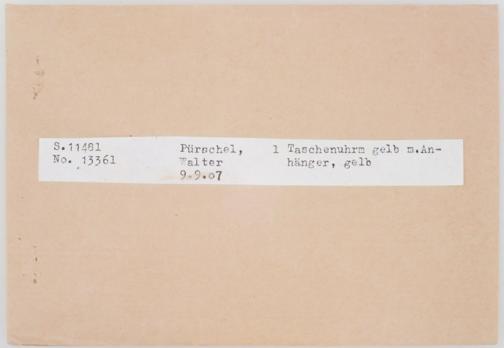 S.11481 Pürschel, 1 Taschenuhrm gelb m.An-
No. 13361 Walter hänger, gelb
9.9.07